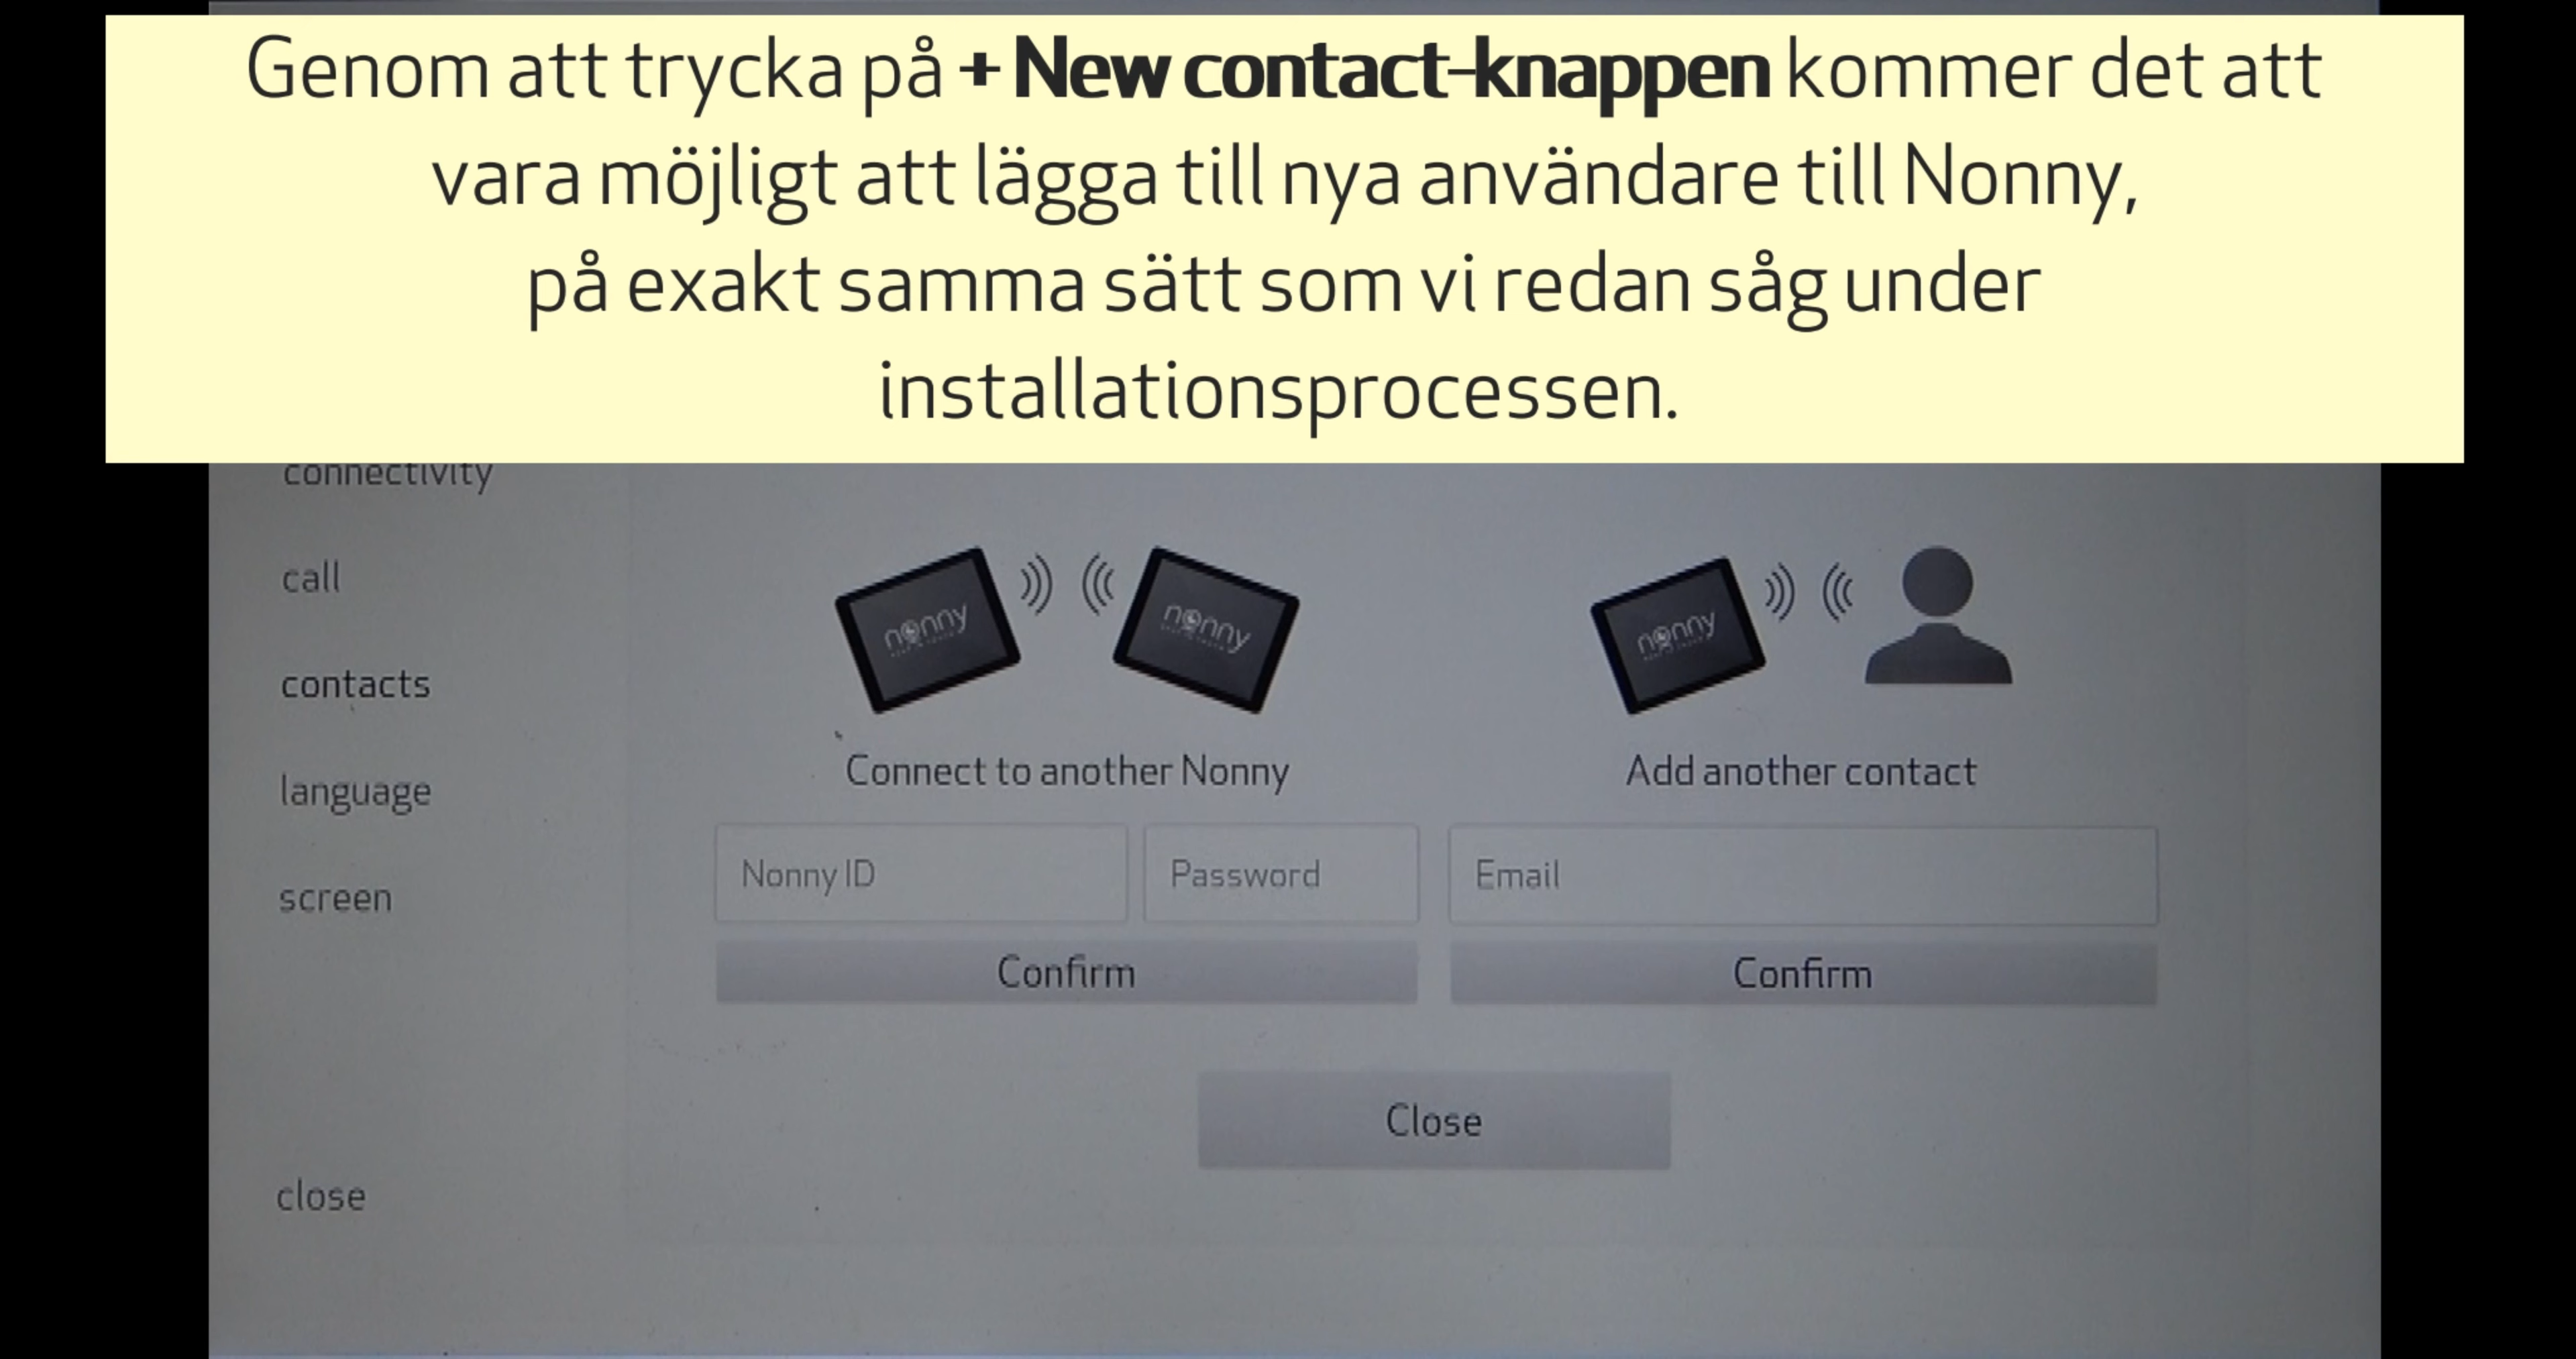 Genom att trycka på + New contact-knappen kommer det att
vara möjligt att lägga till nya användare till Nonny,
på exakt samma sätt som vi redan såg under
installationsprocessen.
connectivity
call
contacts
language
screen
close
nonny
nonny
Connect to another Nonny
Nonny ID
Password
Confirm
nonny
Add another contact
Email
Confirm
Close